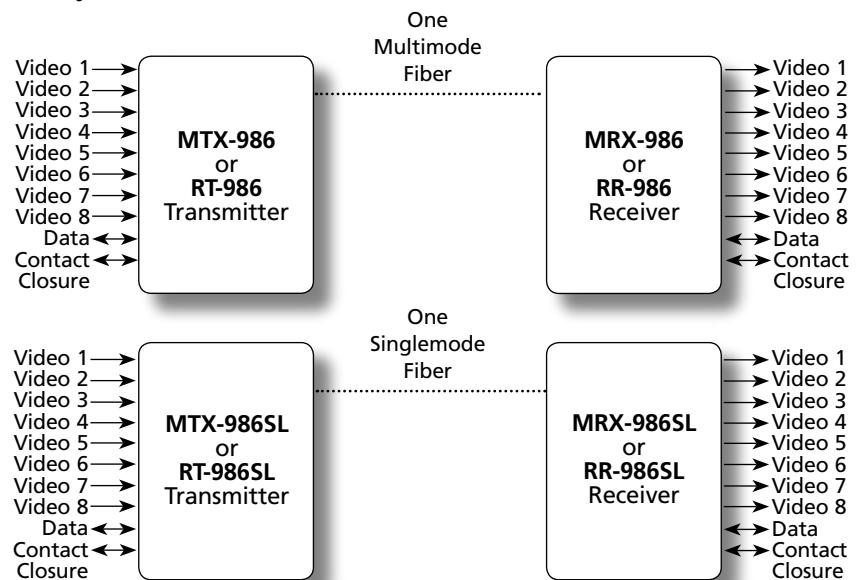 One
Multimode
Fiber
Video 1
Video 2
Video 3
Video 4
Video 5
Video 6
Video 7
Video 8
Data
Contact
Closure
MTX-986
or
RT-986
Transmitter
MRX-986
or
RR-986
Receiver
Video 1
Video 2
Video 3
Video 4
Video 5
Video 6
Video 7
Video 8
Data
Contact
Closure
One
Singlemode
Fiber
Video 1
Video 2
Video 3
Video 4
Video 5
Video 6
Video 7
Video 8
Data
Contact
Closure
MTX-986SL
or
RT-986SL
Transmitter
MRX-986SL
or
RR-986SL
Receiver
Video 1
Video 2
Video 3
Video 4
Video 5
Video 6
Video 7
Video 8
Data
Contact
Closure